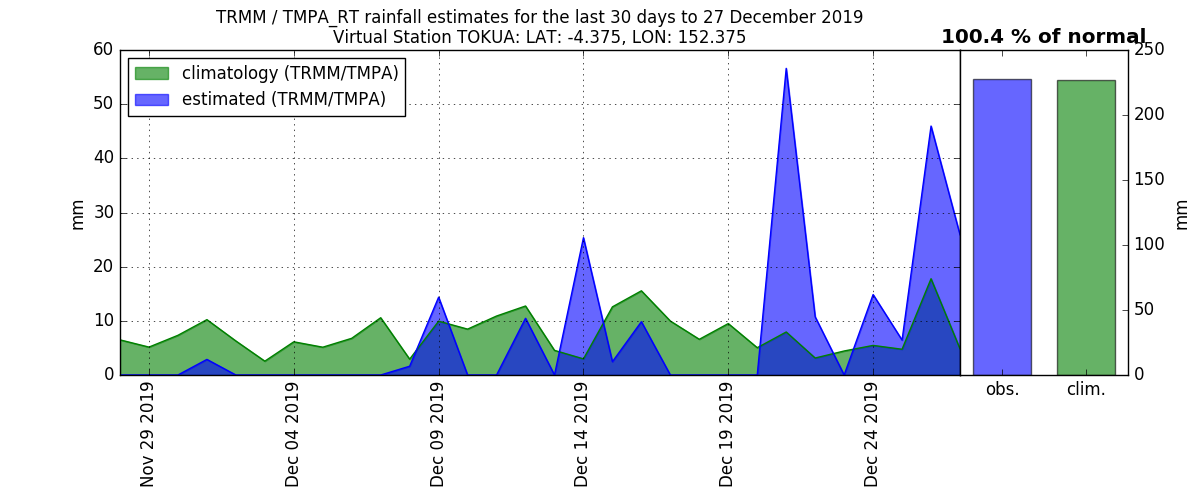 TRMM / TMPA_RT rainfall estimates for the last 30 days to 27 December 2019
Virtual Station TOKUA: LAT: -4.375, LON: 152.375
100.4 % of normal
climatology (TRMM/TMPA)
estimated (TRMM/TMPA)
60
50
40
30
20
10
0
mm
Nov 29 2019
Dec 04 2019
Dec 09 2019
Dec 14 2019
Dec 19 2019
Dec 24 2019
250
200
150
100
50
0
mm
obs.
clim.